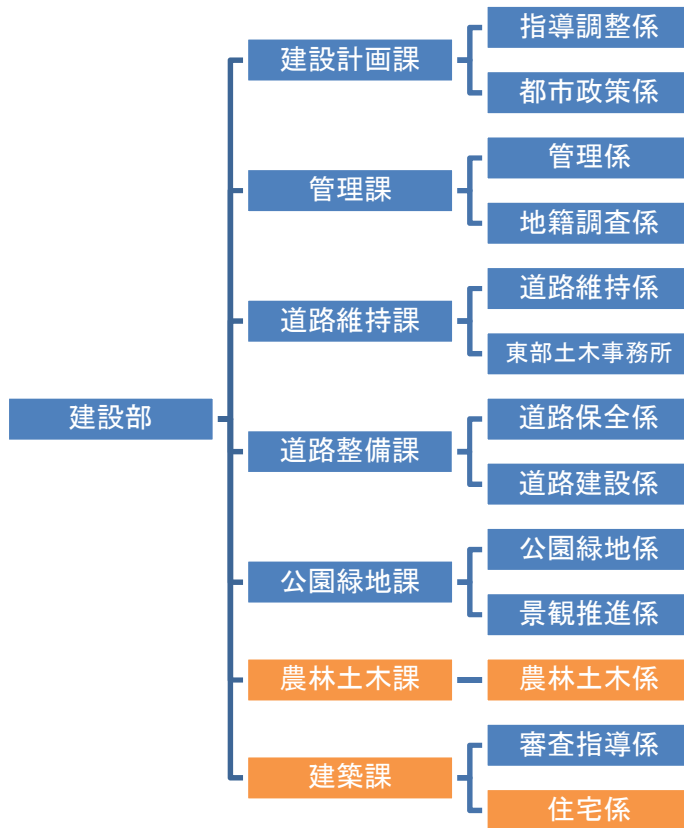 建設部
建設計画課
指導調整係
都市政策係
管理課
管理係
地籍調査係
道路維持課
道路維持係
東部土木事務所
道路整備課
道路保全係
道路建設係
公園緑地課
公園緑地係
景観推進係
農林土木課
農林土木係
建築課
審査指導係
住宅係